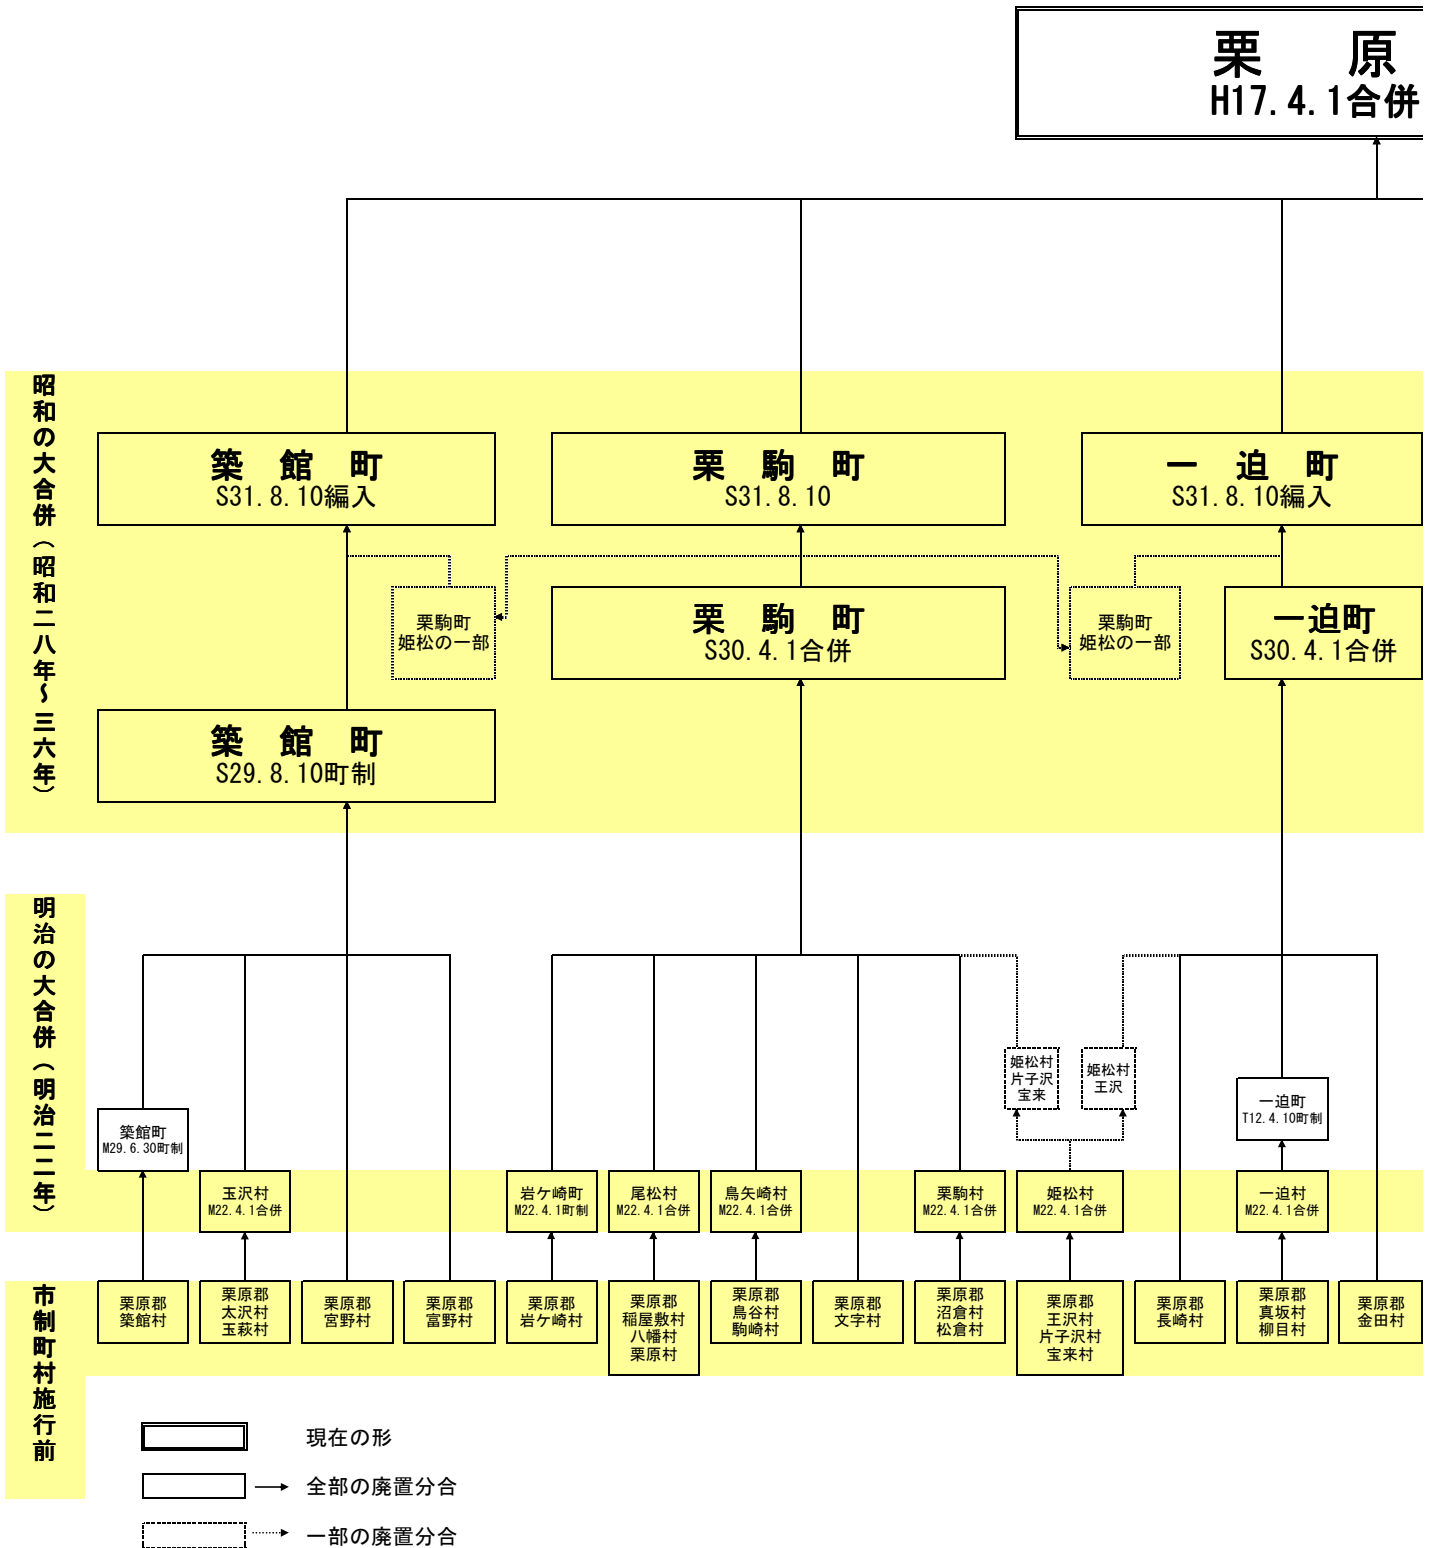 栗　原
H17.4.1合併
昭和の大合併（昭和二八年～三六年）
築　館　町
S31.8.10編入
栗　駒　町
S31.8.10
一　迫　町
S31.8.10編入
栗駒町
姫松の一部
栗　駒　町
S30.4.1合併
栗駒町
姫松の一部
一迫町
S30.4.1合併
築　館　町
S29.8.10町制
明治の大合併（明治二二年）
姫松村
片子沢
宝来
姫松村
王沢
築館町
M29.6.30町制
一迫町
T12.4.10町制
玉沢村
M22.4.1合併
岩ケ崎町
M22.4.1町制
尾松村
M22.4.1合併
鳥矢崎村
M22.4.1合併
栗駒村
M22.4.1合併
姫松村
M22.4.1合併
一迫村
M22.4.1合併
市制町村施行前
栗原郡
築館村
栗原郡
太沢村
玉萩村
栗原郡
宮野村
栗原郡
富野村
栗原郡
岩ケ崎村
栗原郡
稲屋敷村
八幡村
栗原村
栗原郡
鳥谷村
駒崎村
栗原郡
文字村
栗原郡
沼倉村
松倉村
栗原郡
王沢村
片子沢村
宝来村
栗原郡
長崎村
栗原郡
真坂村
柳目村
栗原郡
金田村
現在の形
全部の廃置分合
一部の廃置分合